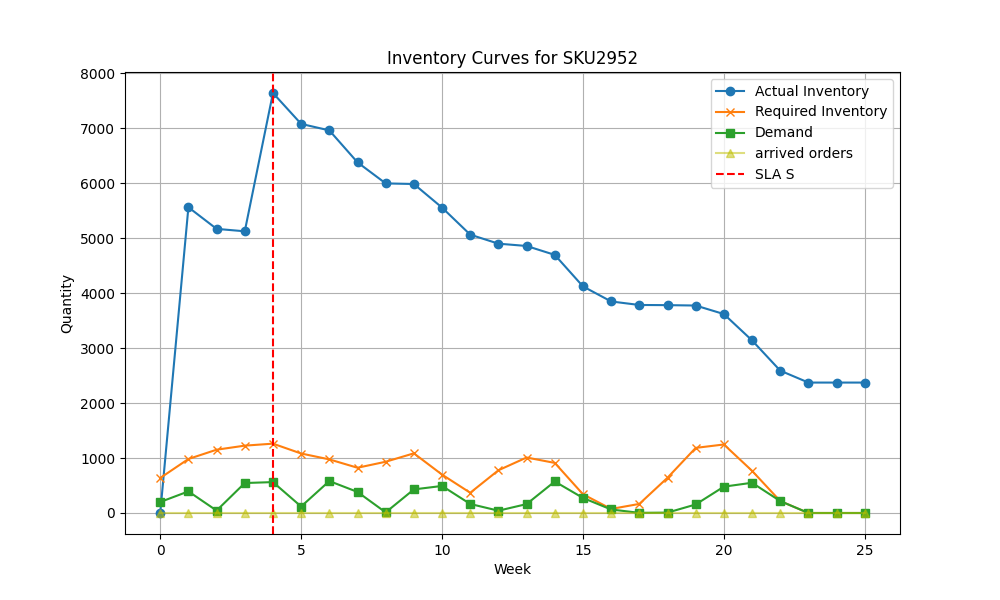 Inventory Curves for SKU2952
8000
7000
6000
5000
4000
3000
2000
1000
0
Quantity
Actual Inventory
Required Inventory
Demand
arrived orders
SLA S
0 5 10 15 20 25
Week